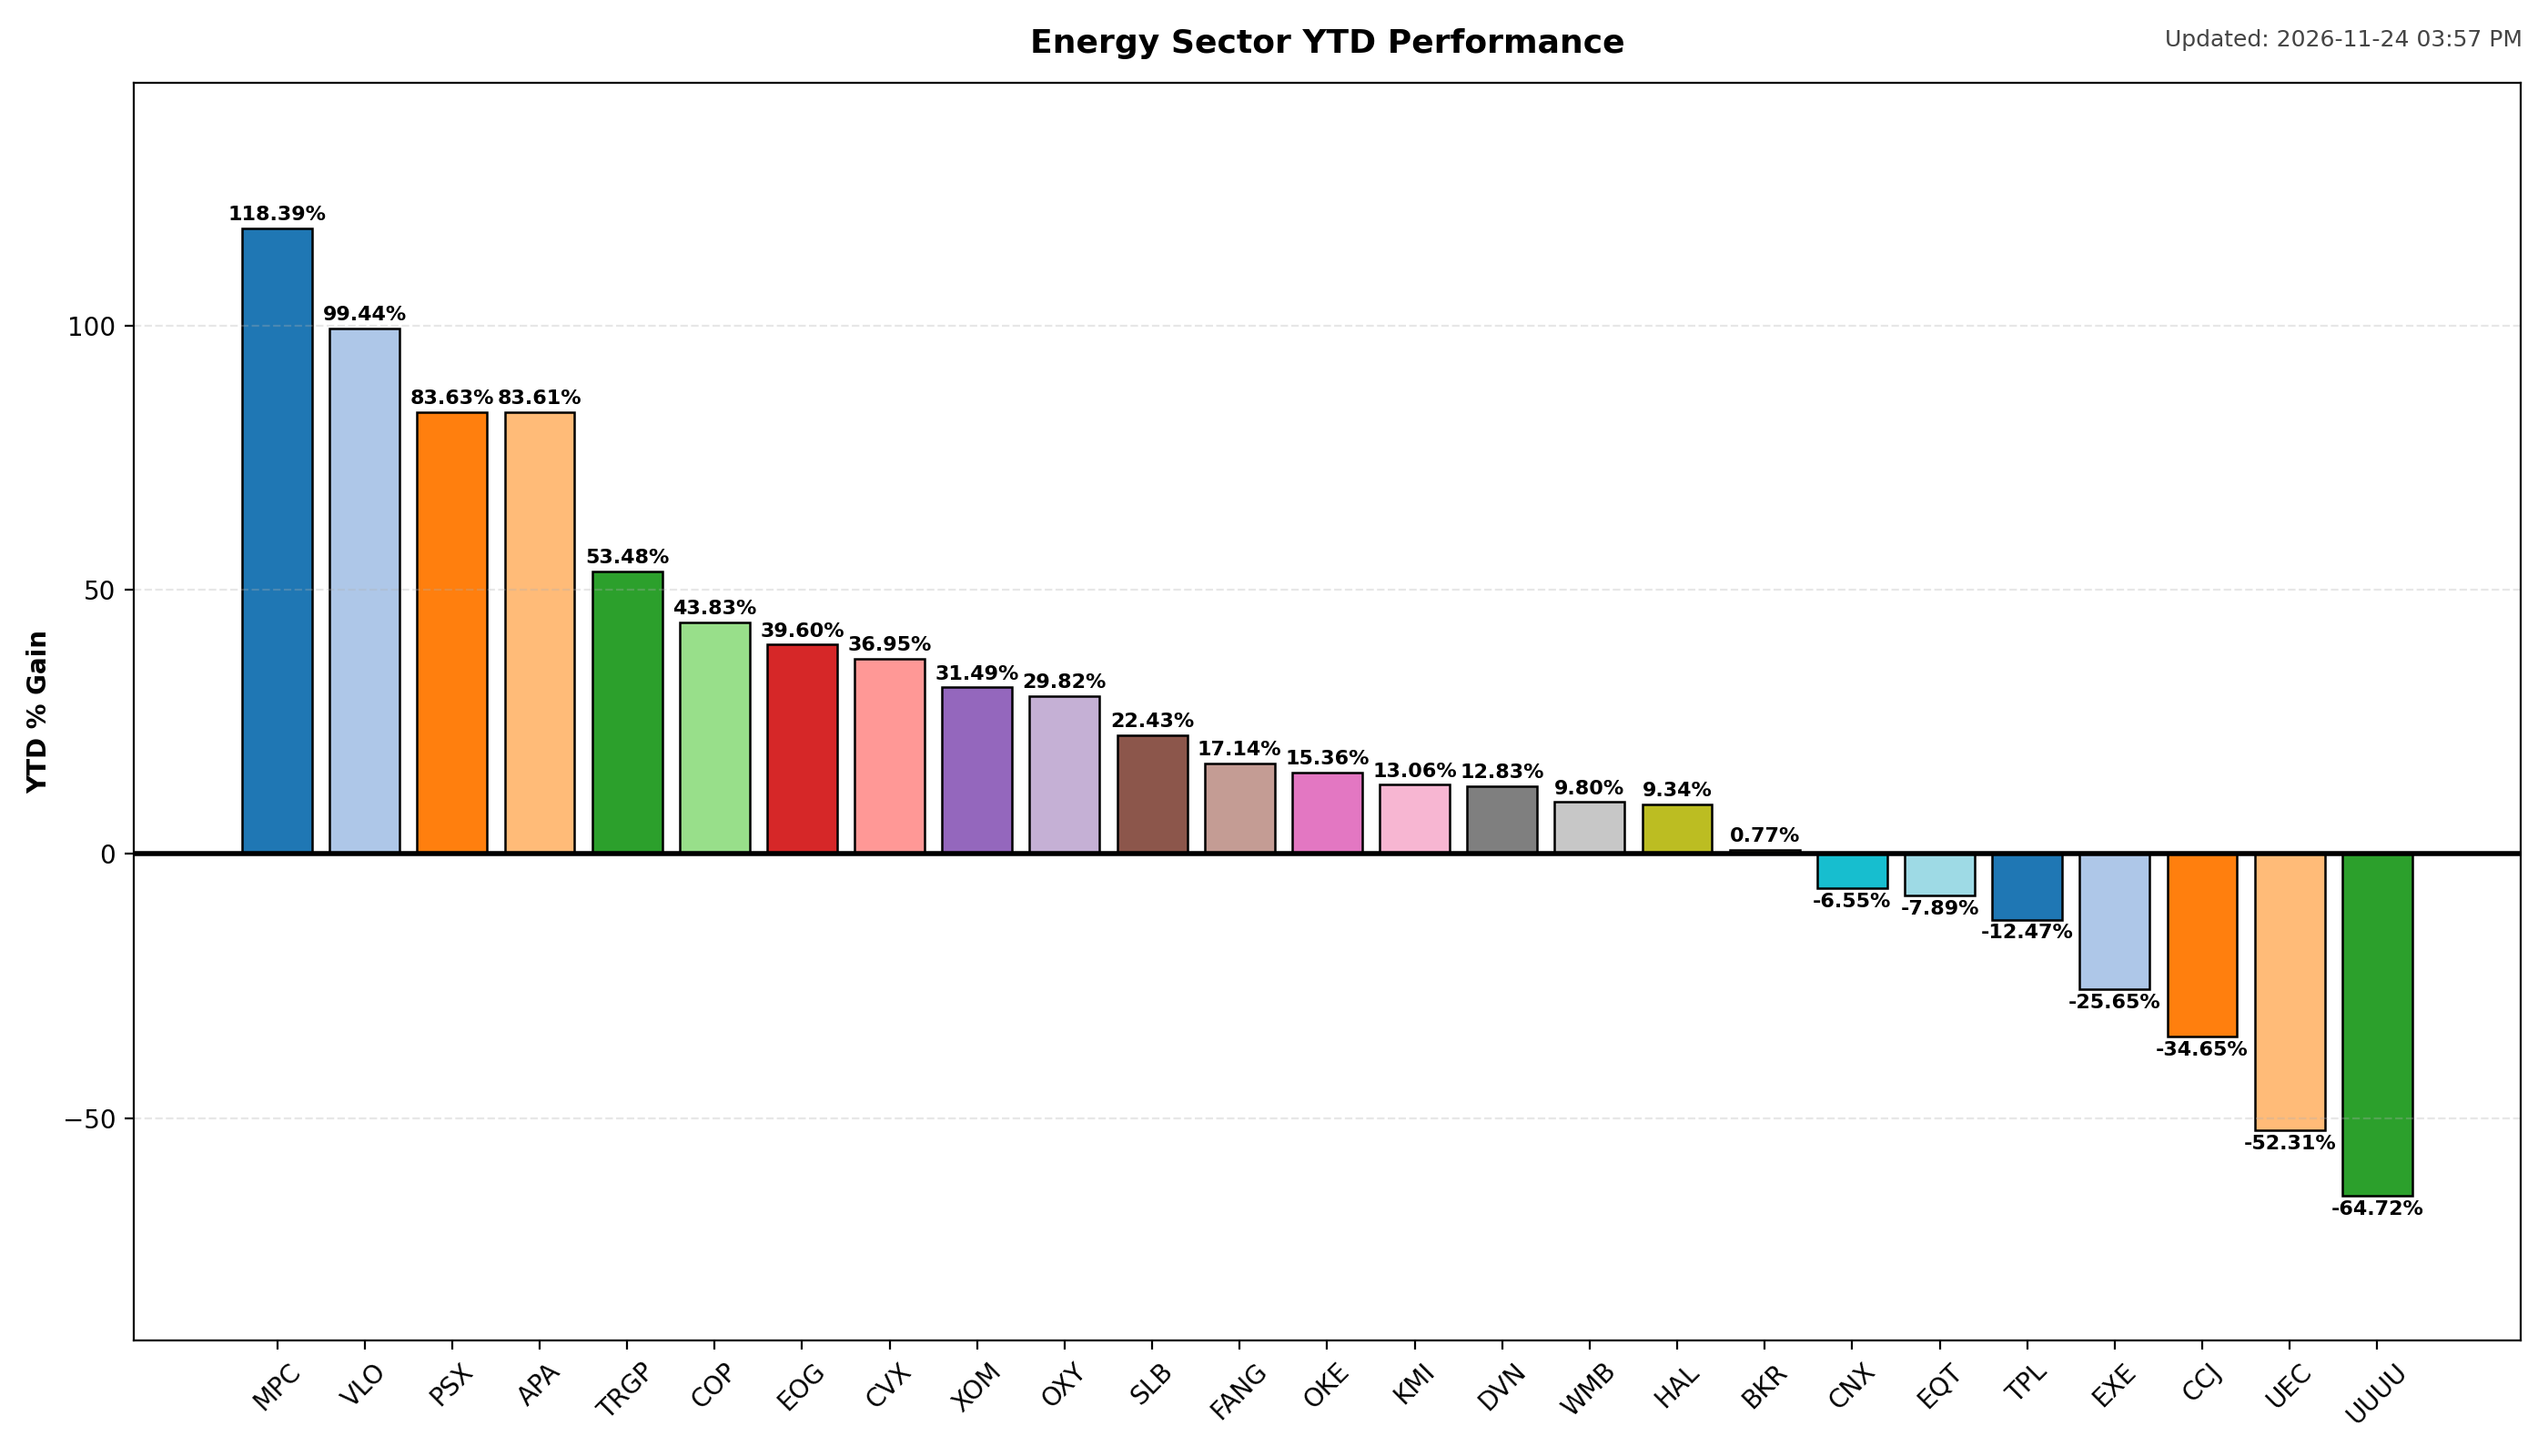 Energy Sector YTD Performance
Updated: 2026-11-24 03:57 PM
YTD % Gain
100
50
0
−50
118.39%
99.44%
83.63%
83.61%
53.48%
43.83%
39.60%
36.95%
31.49%
29.82%
22.43%
17.14%
15.36%
13.06%
12.83%
9.80%
9.34%
0.77%
-6.55%
-7.89%
-12.47%
-25.65%
-34.65%
-52.31%
-64.72%
MPC
VLO
PSX
APA
TRGP
COP
EOG
CVX
XOM
OXY
SLB
FANG
OKE
KMI
DVN
WMB
HAL
BKR
CNX
EQT
TPL
EXE
CCJ
UEC
UUUU